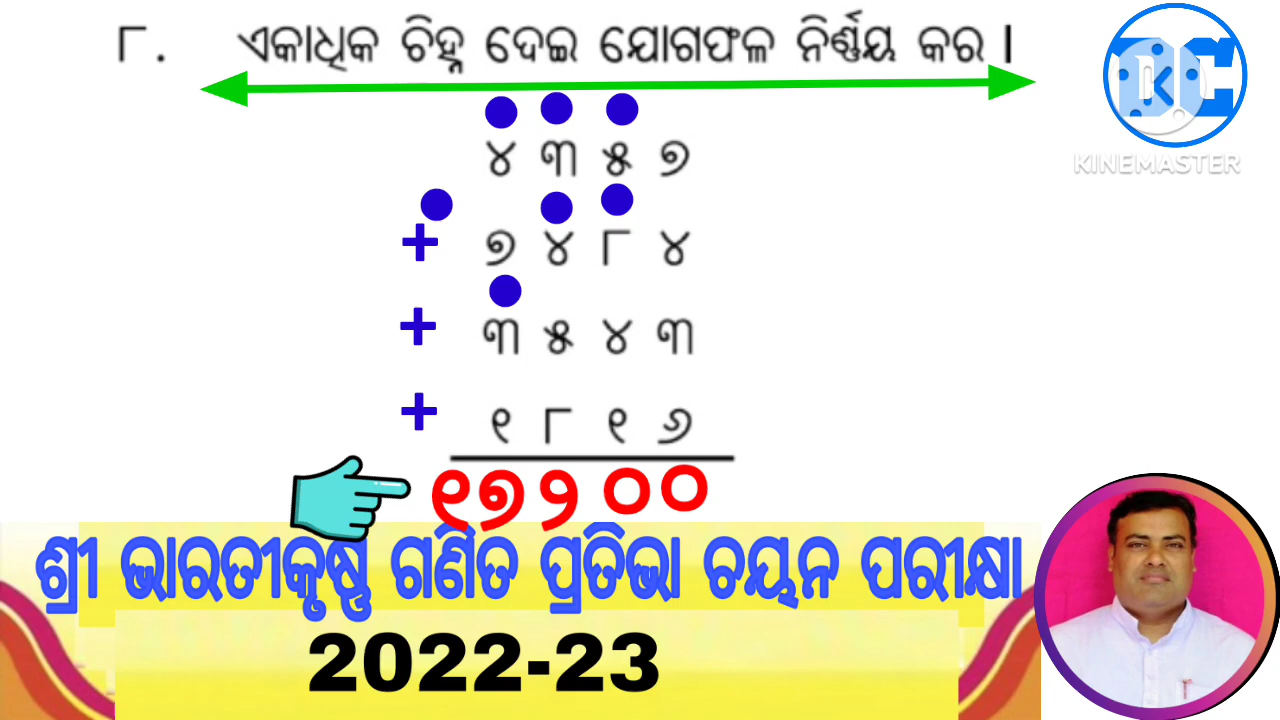 ୮. ଏକାଧିକ ଚିହ୍ନ ଦେଇ ଯୋଗଫଳ ନିର୍ଣ୍ଣୟ କର ।
KINEMASTER
୪ ୩ ୫ ୭
+ ୭ ୪ ୮ ୪
+ ୩ ୫ ୪ ୩
+ ୧ ୮ ୧ ୬
୧୭୨୦୦
ଶ୍ରୀ ଭାରତୀକୃଷ୍ଣ ଗଣିତ ପ୍ରତିଭା ଚୟନ ପରୀକ୍ଷା
2022-23